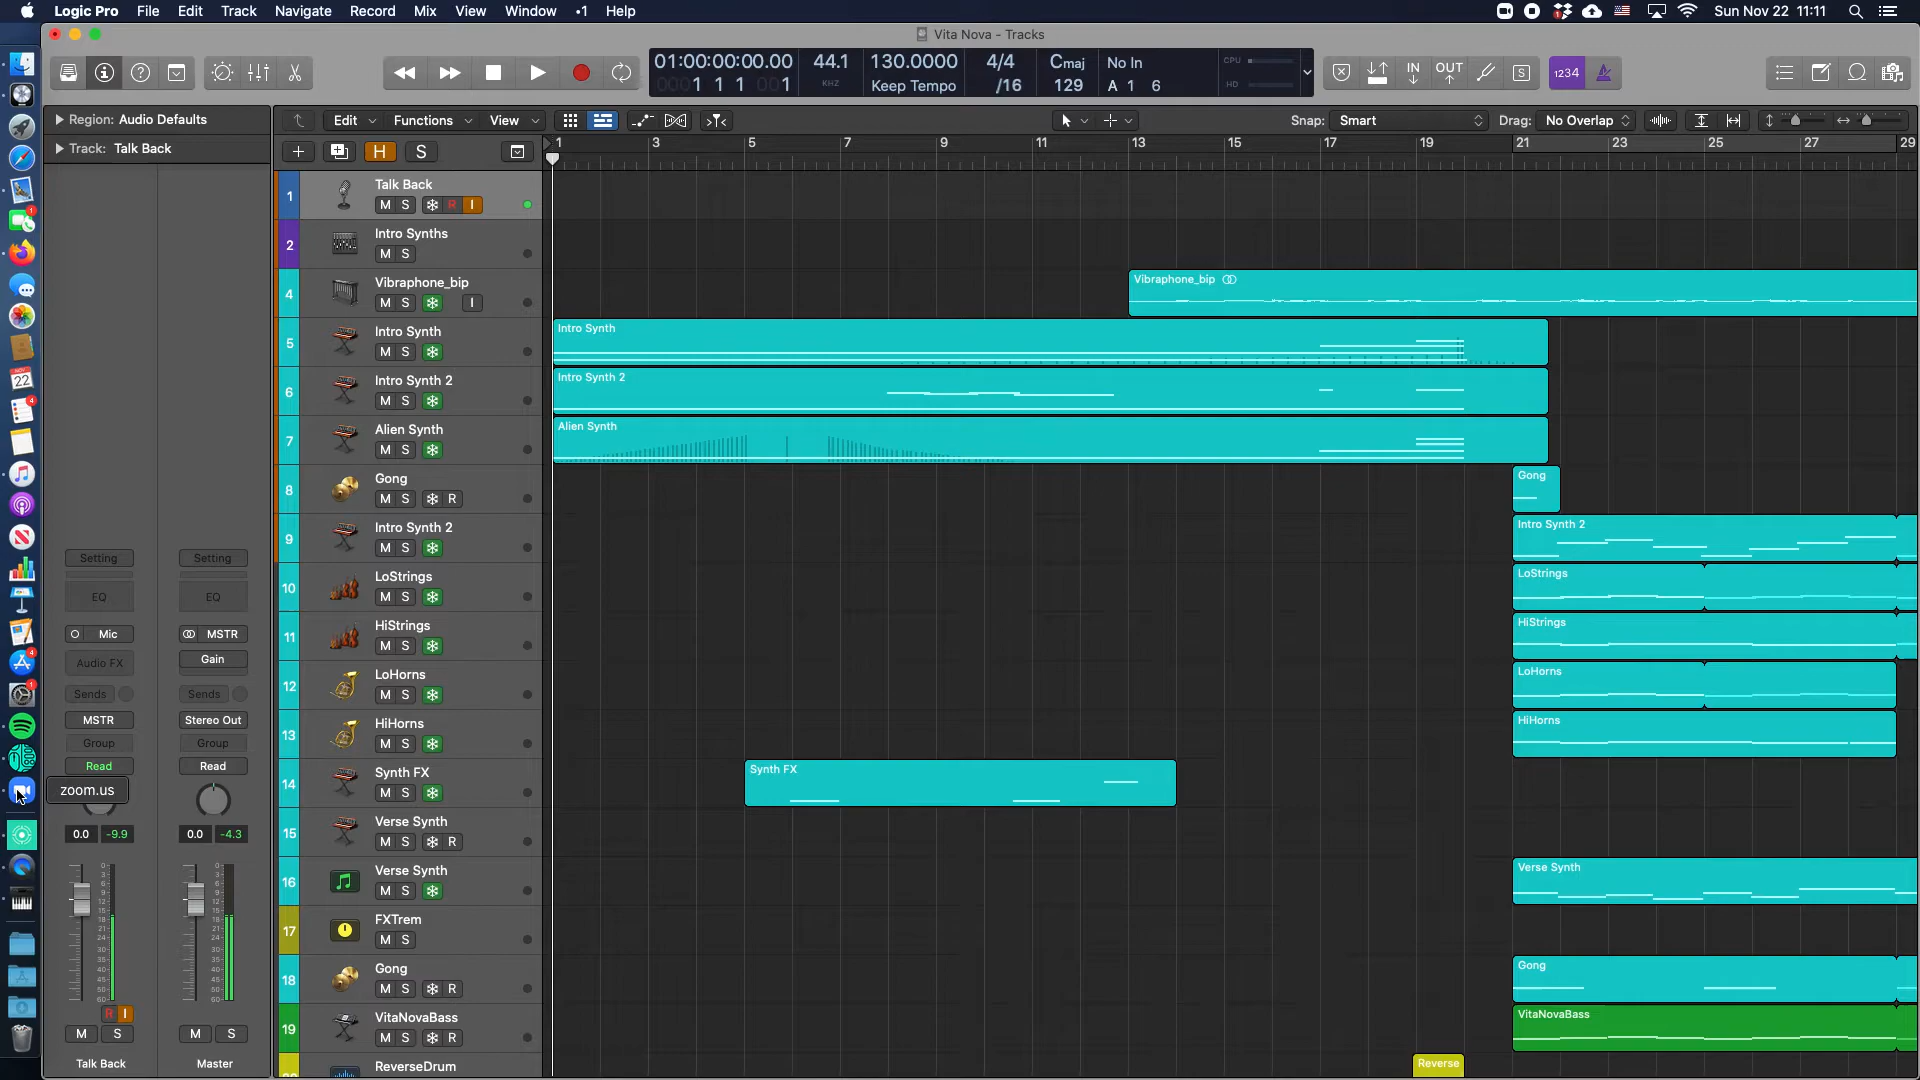 Logic Pro File Edit Track Navigate Record Mix View Window •1 Help
Sun Nov 22 11:11
Vita Nova - Tracks
01:00:00:00.00 44.1 130.0000 4/4 Cmaj No In
1 1 1 1 KHZ Keep Tempo /16 129 A 1 6
CPU
HD
IN OUT S 1234
Region: Audio Defaults
Track: Talk Back
Edit Functions View
Snap: Smart Drag: No Overlap
H S
1 3 5 7 9 11 13 15 17 19 21 23 25 27 29
1 Talk Back
M S R I
2 Intro Synths
M S
4 Vibraphone_bip
M S I
Vibraphone_bip
5 Intro Synth
M S
Intro Synth
6 Intro Synth 2
M S
Intro Synth 2
7 Alien Synth
M S
Alien Synth
8 Gong
M S R
Gong
9 Intro Synth 2
M S
Intro Synth 2
10 LoStrings
M S
LoStrings
11 HiStrings
M S
HiStrings
12 LoHorns
M S
LoHorns
13 HiHorns
M S
HiHorns
14 Synth FX
M S
Synth FX
15 Verse Synth
M S R
16 Verse Synth
M S
Verse Synth
17 FXTrem
M S
18 Gong
M S R
Gong
19 VitaNovaBass
M S R
VitaNovaBass
ReverseDrum
Reverse
Setting Setting
EQ EQ
Mic MSTR
Audio FX Gain
Sends Sends
MSTR Stereo Out
Group Group
Read Read
zoom.us
0.0 -9.9 0.0 -4.3
R I
M S M S
Talk Back Master
NOV
22